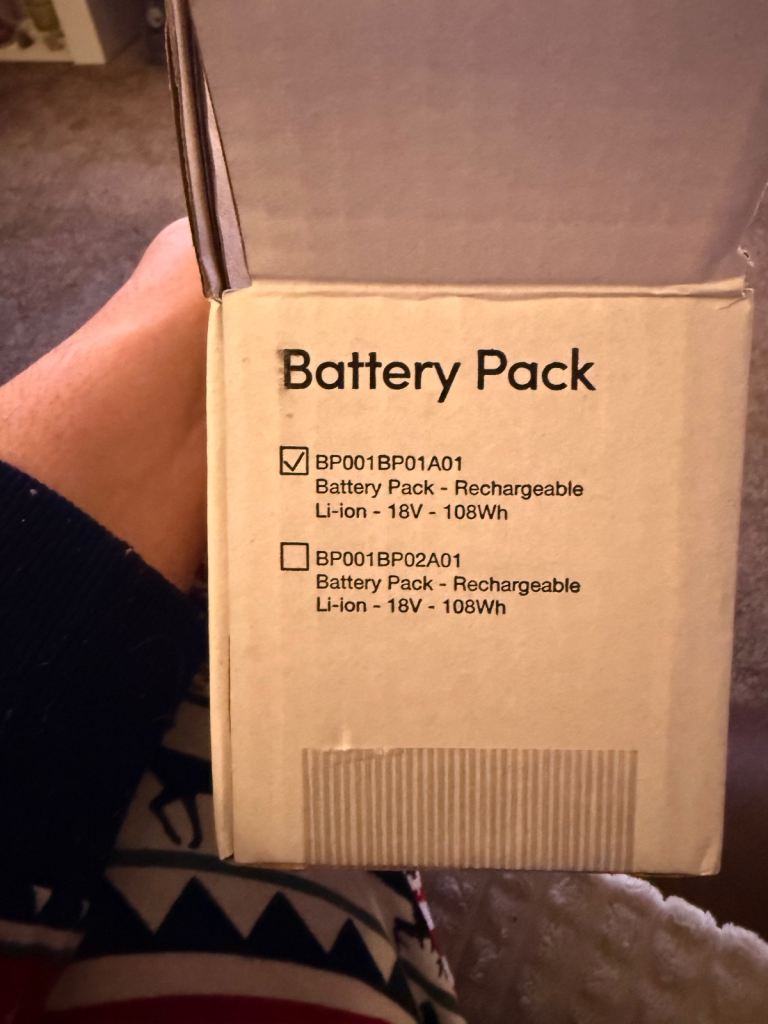 Battery Pack
BP001BP01A01
Battery Pack - Rechargeable
Li-ion - 18V - 108Wh
BP001BP02A01
Battery Pack - Rechargeable
Li-ion - 18V - 108Wh